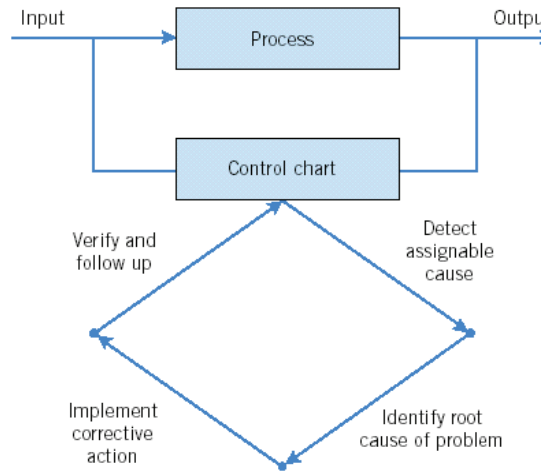 Input
Output
Process
Control chart
Verify and
follow up
Detect
assignable
cause
Implement
corrective
action
Identify root
cause of problem